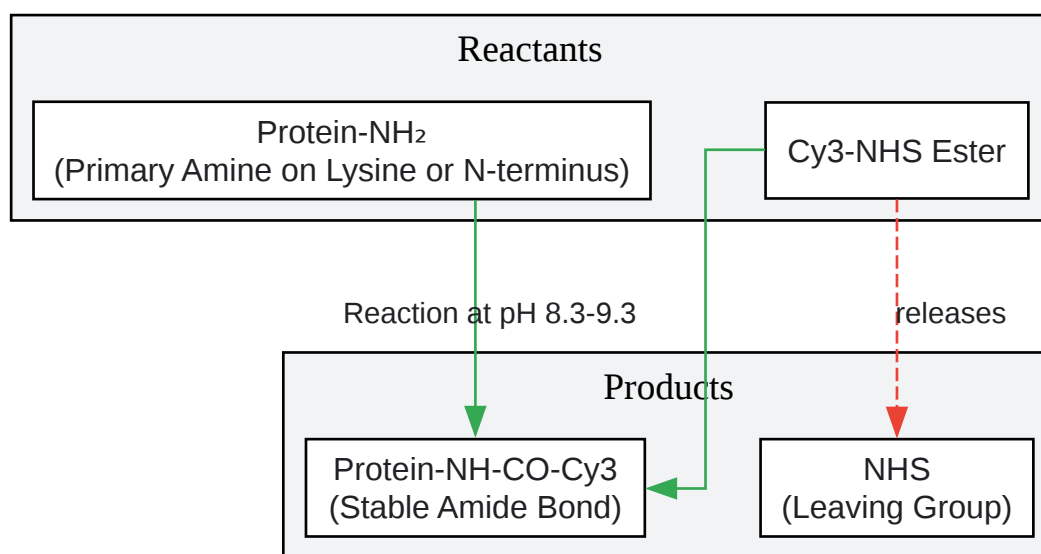 Reactants
Protein-NH₂
(Primary Amine on Lysine or N-terminus)
Cy3-NHS Ester
Reaction at pH 8.3-9.3
releases
Products
Protein-NH-CO-Cy3
(Stable Amide Bond)
NHS
(Leaving Group)